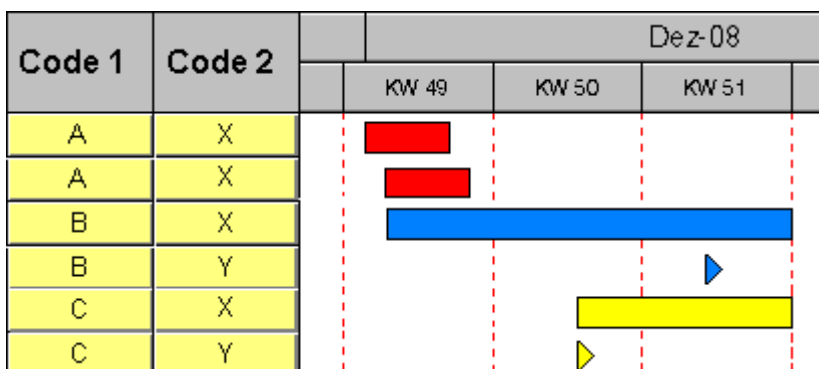 Code 1 Code 2 Dez-08
KW 49 KW 50 KW 51
A X
A X
B X
B Y
C X
C Y